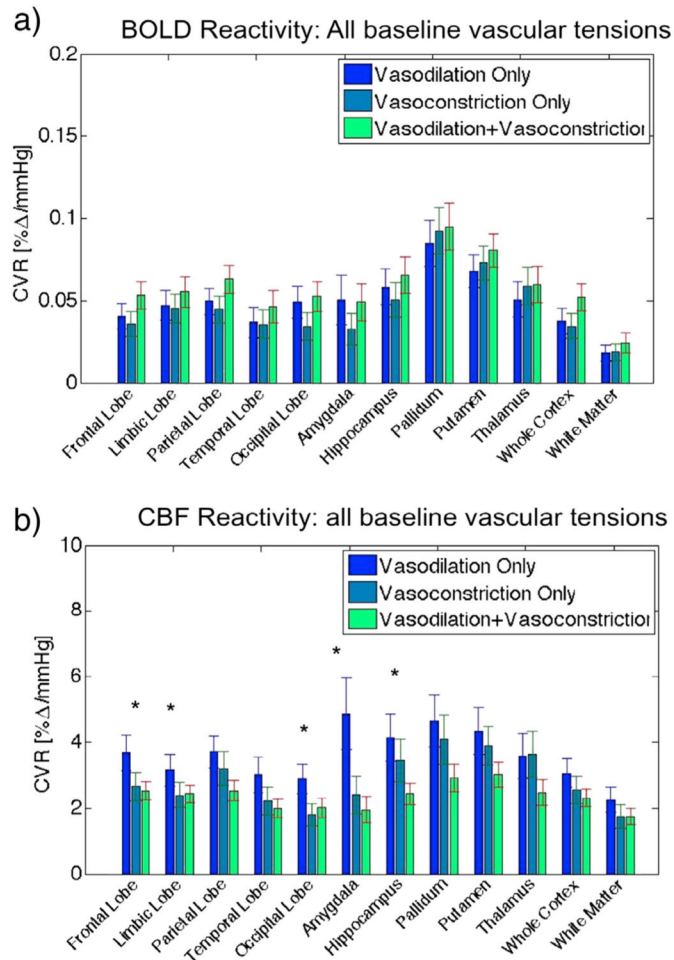 a)
BOLD Reactivity: All baseline vascular tensions
0.2
0.15
0.1
0.05
0
CVR [%Δ/mmHg]
Vasodilation Only
Vasoconstriction Only
Vasodilation+Vasoconstriction
Frontal Lobe
Limbic Lobe
Parietal Lobe
Temporal Lobe
Occipital Lobe
Amygdala
Hippocampus
Pallidum
Putamen
Thalamus
Whole Cortex
White Matter
b)
CBF Reactivity: all baseline vascular tensions
10
8
6
4
2
0
CVR [%Δ/mmHg]
Vasodilation Only
Vasoconstriction Only
Vasodilation+Vasoconstriction
* * * * *
Frontal Lobe
Limbic Lobe
Parietal Lobe
Temporal Lobe
Occipital Lobe
Amygdala
Hippocampus
Pallidum
Putamen
Thalamus
Whole Cortex
White Matter